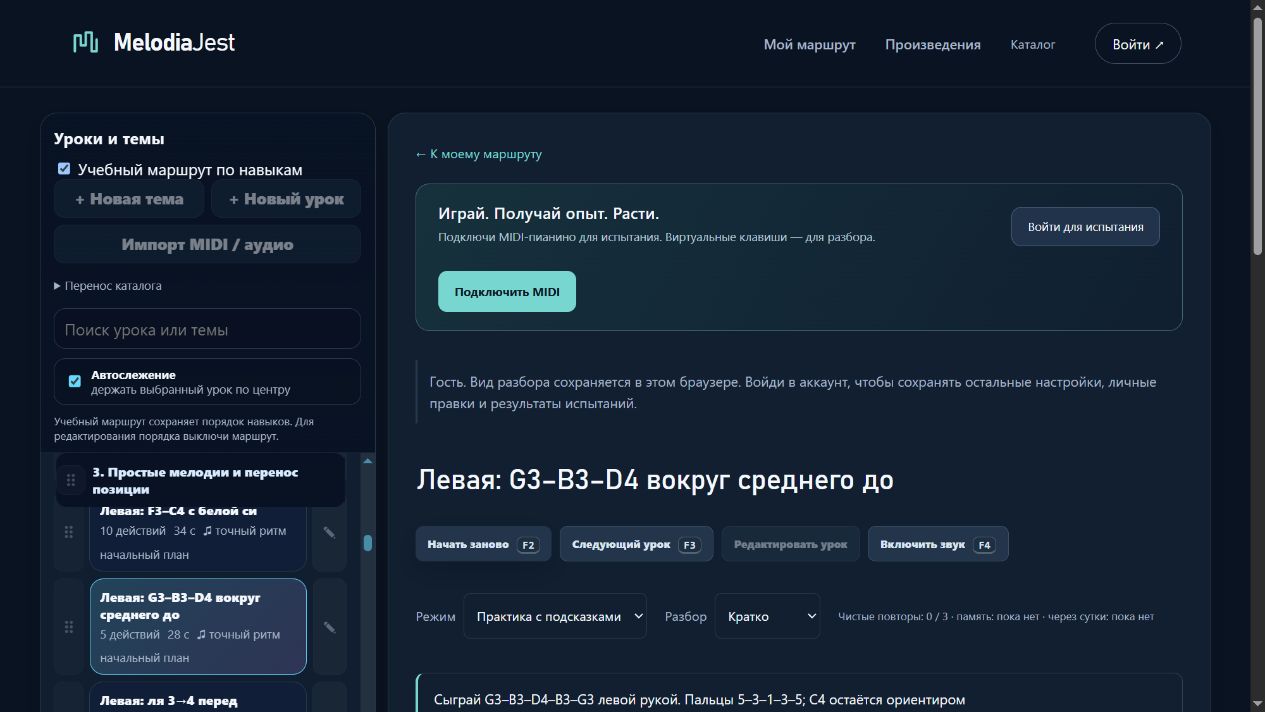 MelodiaJest
Мой маршрут
Произведения
Каталог
Войти ↗
Уроки и темы
Учебный маршрут по навыкам
+ Новая тема
+ Новый урок
Импорт MIDI / аудио
▶ Перенос каталога
Поиск урока или темы
Автослежение
держать выбранный урок по центру
Учебный маршрут сохраняет порядок навыков. Для
редактирования порядка выключи маршрут.
3. Простые мелодии и перенос
позиции
Левая: F3–C4 с белой си
10 действий 34 с ♫ точный ритм
начальный план
Левая: G3–B3–D4 вокруг
среднего до
5 действий 28 с ♫ точный ритм
начальный план
Левая: ля 3→4 перед
← К моему маршруту
Играй. Получай опыт. Расти.
Подключи MIDI-пианино для испытания. Виртуальные клавиши — для разбора.
Войти для испытания
Подключить MIDI
Гость. Вид разбора сохраняется в этом браузере. Войди в аккаунт, чтобы сохранять остальные настройки, личные
правки и результаты испытаний.
Левая: G3–B3–D4 вокруг среднего до
Начать заново F2
Следующий урок F3
Редактировать урок
Включить звук F4
Режим
Практика с подсказками
Разбор
Кратко
Чистые повторы: 0 / 3 · память: пока нет · через сутки: пока нет
Сыграй G3–B3–D4–B3–G3 левой рукой. Пальцы 5–3–1–3–5; C4 остаётся ориентиром